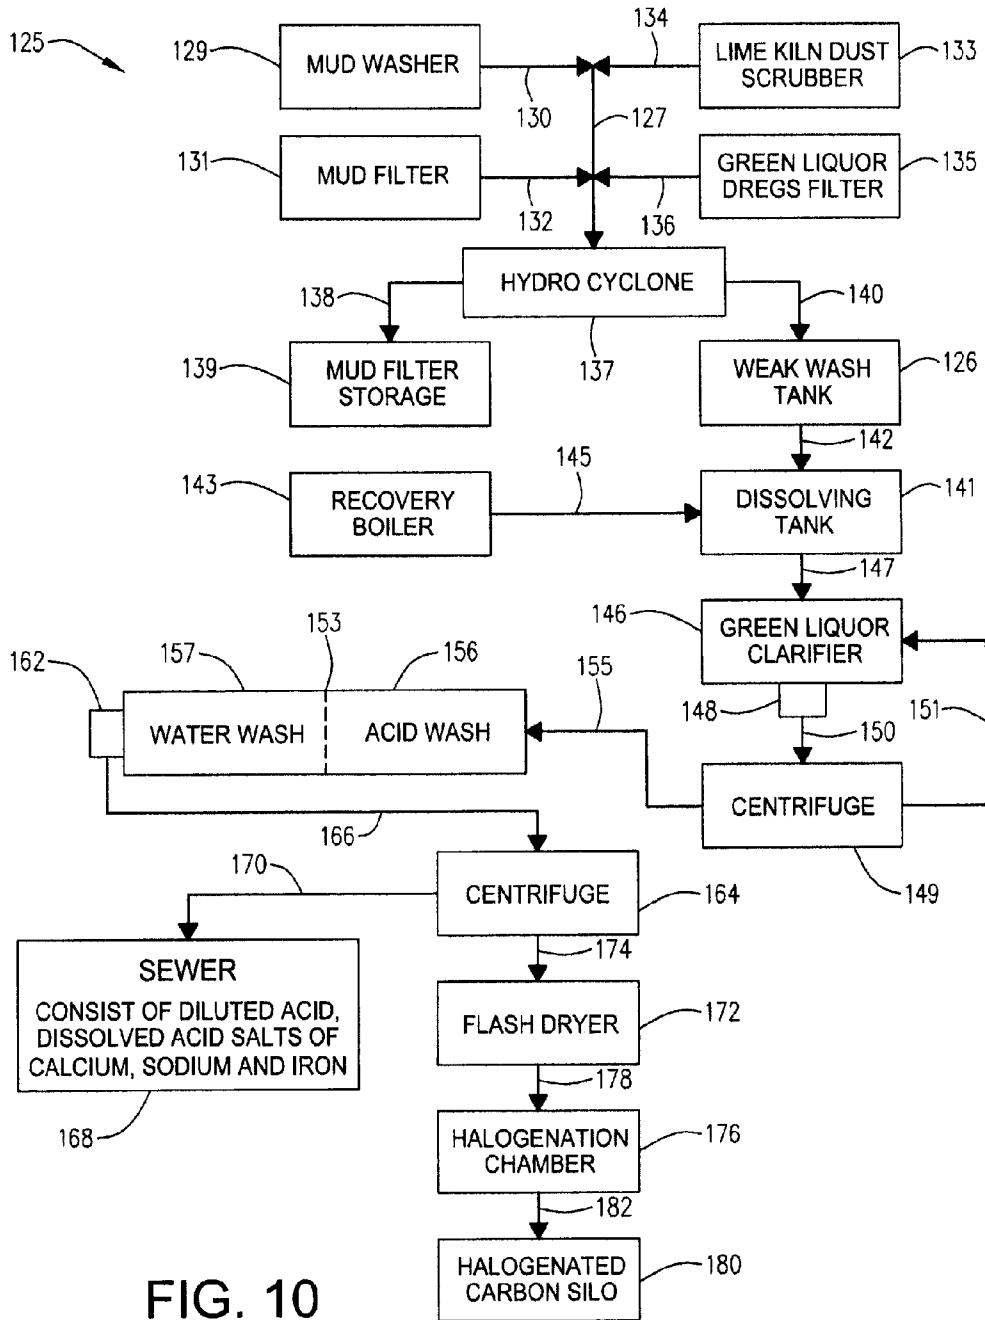 125
129
MUD WASHER
130
134
LIME KILN DUST
SCRUBBER
133
127
131
MUD FILTER
132
136
GREEN LIQUOR
DREGS FILTER
135
138
HYDRO CYCLONE
140
137
139
MUD FILTER
STORAGE
WEAK WASH
TANK
126
142
143
RECOVERY
BOILER
145
DISSOLVING
TANK
141
147
146
GREEN LIQUOR
CLARIFIER
148
150
151
162
157
153
156
155
WATER WASH
ACID WASH
CENTRIFUGE
149
166
170
CENTRIFUGE
164
174
SEWER
CONSIST OF DILUTED ACID,
DISSOLVED ACID SALTS OF
CALCIUM, SODIUM AND IRON
168
FLASH DRYER
172
178
HALOGENATION
CHAMBER
176
182
HALOGENATED
CARBON SILO
180
FIG. 10